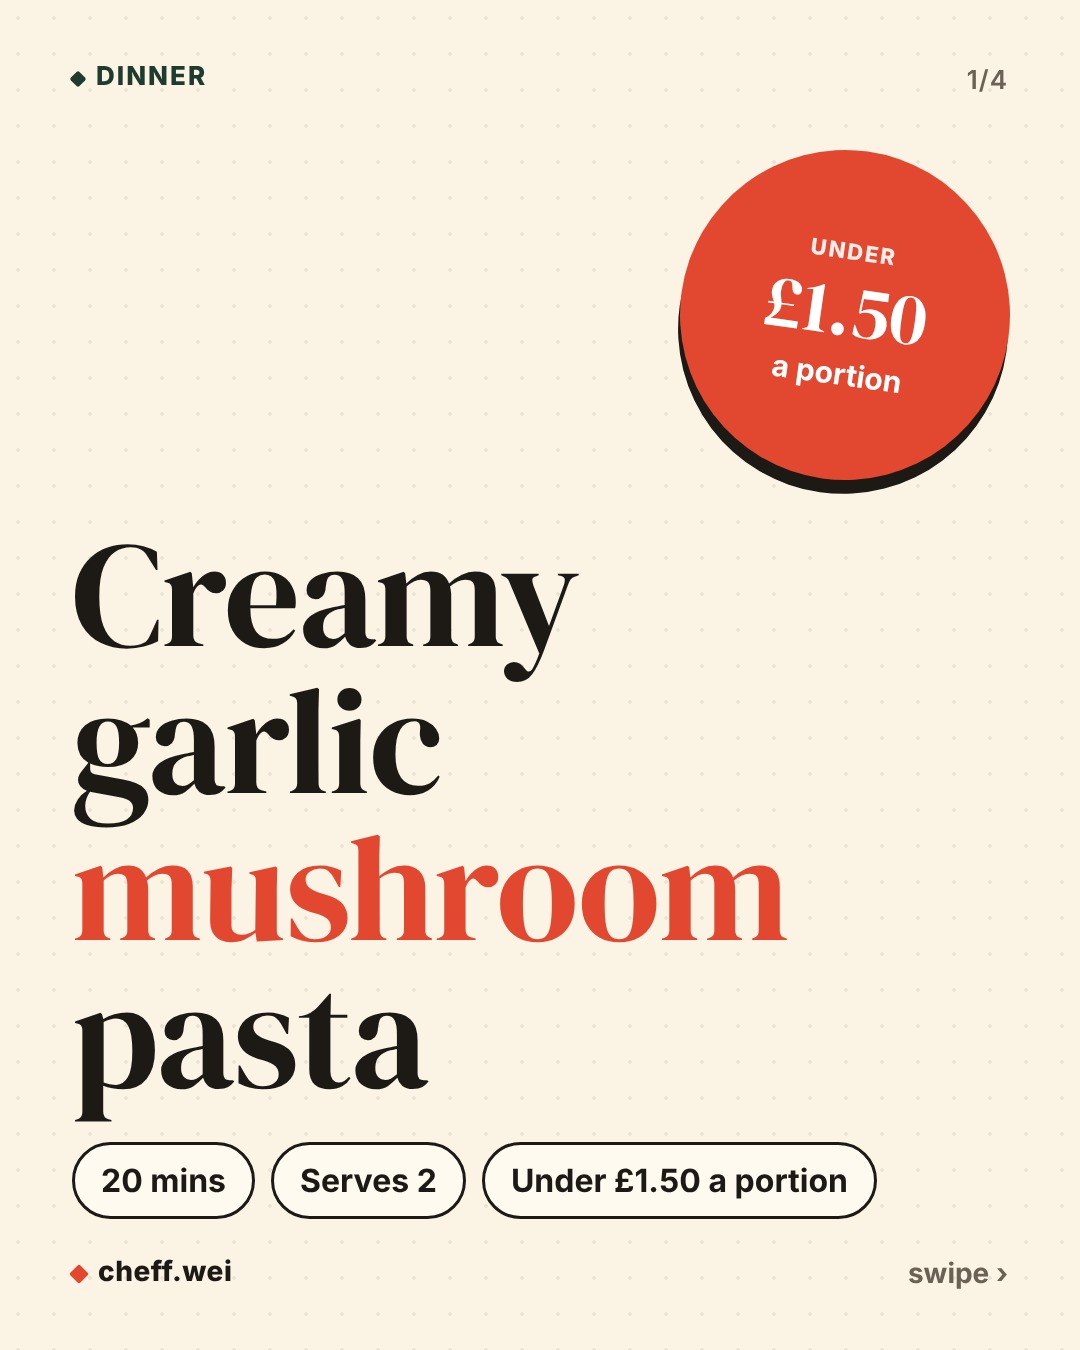 DINNER
1/4
UNDER
£1.50
a portion
Creamy
garlic
mushroom
pasta
20 mins
Serves 2
Under £1.50 a portion
cheff.wei
swipe ›